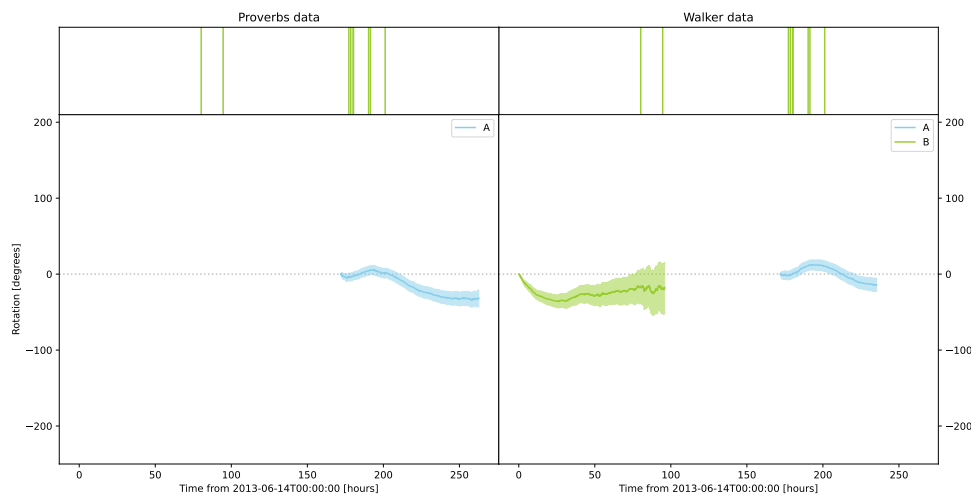 Proverbs data
Walker data
A
A
B
200
100
0
−100
−200
200
100
0
−100
−200
Rotation [degrees]
0 50 100 150 200 250
0 50 100 150 200 250
Time from 2013-06-14T00:00:00 [hours]
Time from 2013-06-14T00:00:00 [hours]